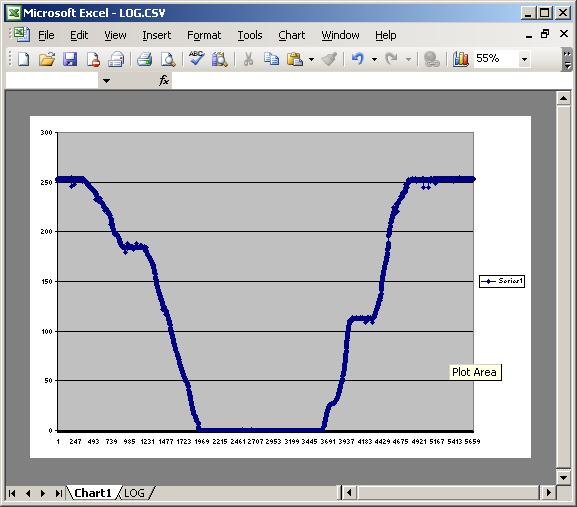 Microsoft Excel - LOG.CSV
File Edit View Insert Format Tools Chart Window Help
ABC 55%
fx
300
250
200
150
100
50
0
Series1
Plot Area
1 247 493 739 985 1231 1477 1723 1969 2215 2461 2707 2953 3199 3445 3691 3937 4183 4429 4675 4921 5167 5413 5659
Chart1 LOG